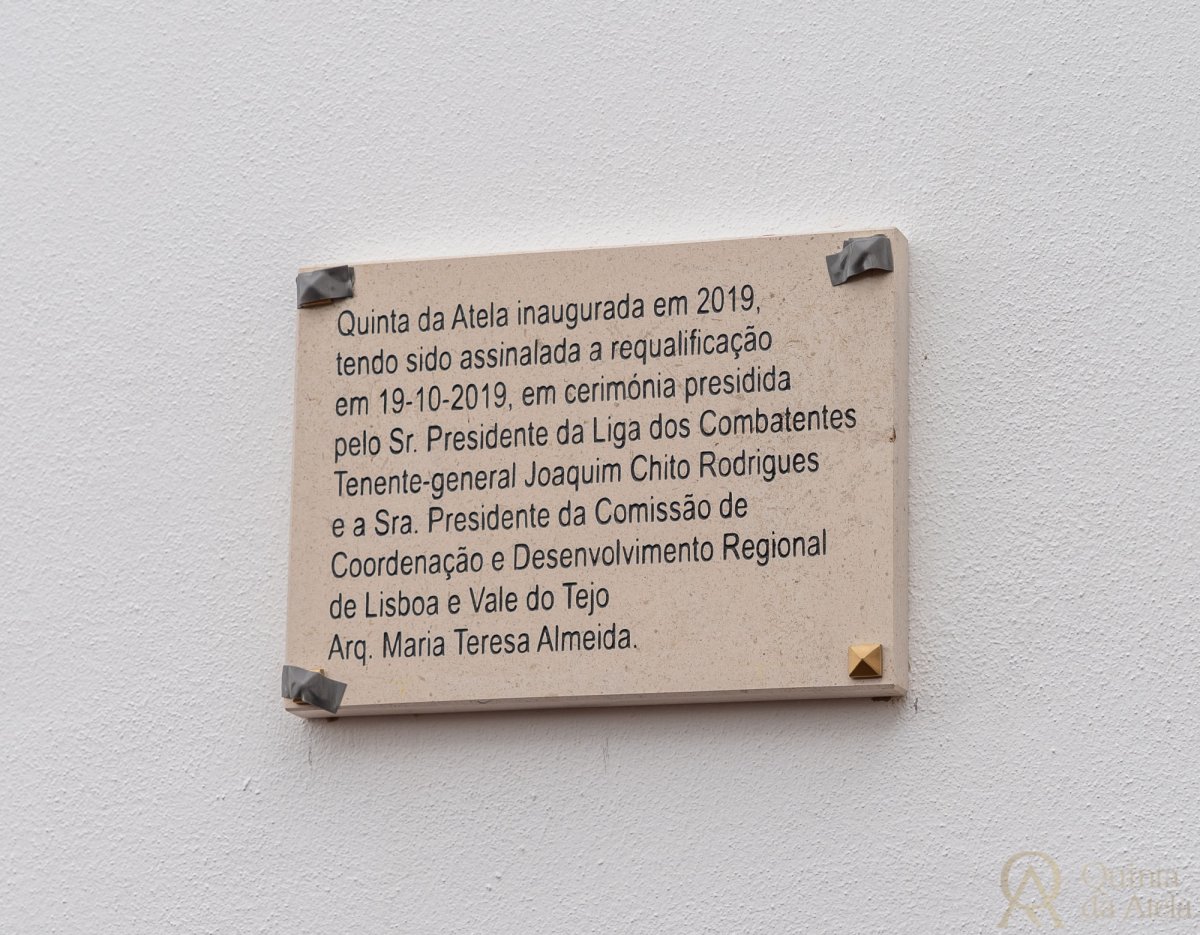 Quinta da Atela inaugurada em 2019,
tendo sido assinalada a requalificação
em 19-10-2019, em cerimónia presidida
pelo Sr. Presidente da Liga dos Combatentes
Tenente-general Joaquim Chito Rodrigues
e a Sra. Presidente da Comissão de
Coordenação e Desenvolvimento Regional
de Lisboa e Vale do Tejo
Arq. Maria Teresa Almeida.
Quinta
da Atela